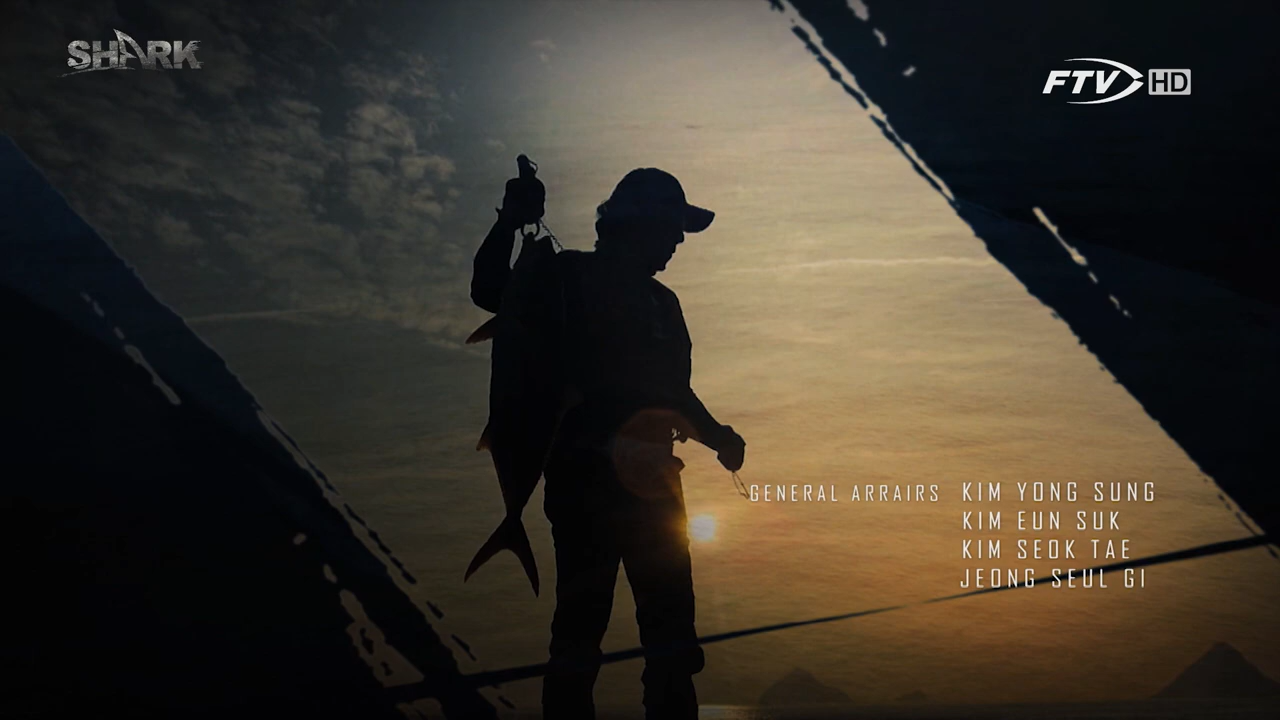 SHARK
FTV HD
GENERAL ARRAIRS KIM YONG SUNG
KIM EUN SUK
KIM SEOK TAE
JEONG SEUL GI